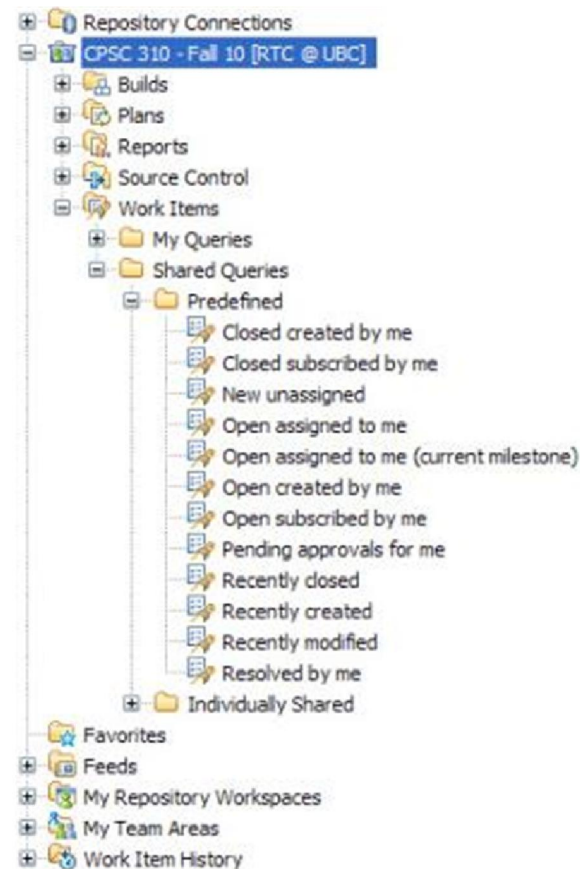 Repository Connections
CPSC 310 - Fall 10 [RTC @ UBC]
Builds
Plans
Reports
Source Control
Work Items
My Queries
Shared Queries
Predefined
Closed created by me
Closed subscribed by me
New unassigned
Open assigned to me
Open assigned to me (current milestone)
Open created by me
Open subscribed by me
Pending approvals for me
Recently closed
Recently created
Recently modified
Resolved by me
Individually Shared
Favorites
Feeds
My Repository Workspaces
My Team Areas
Work Item History